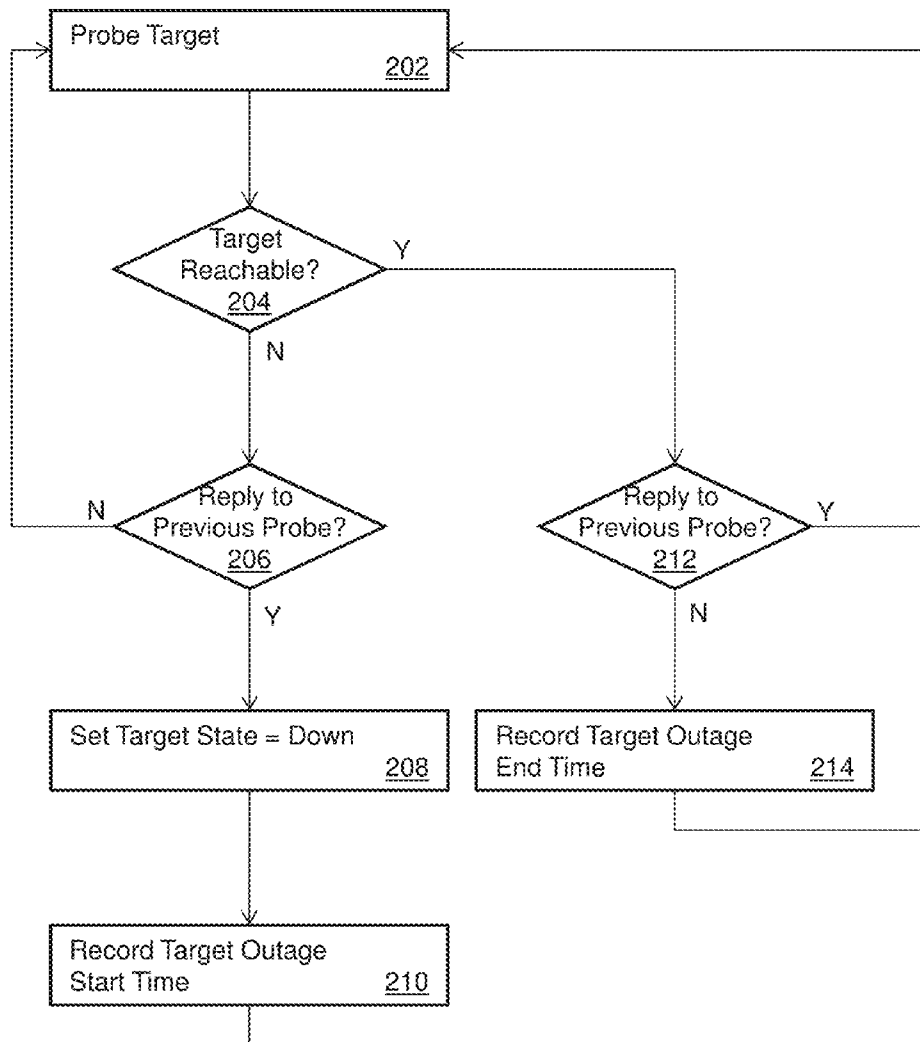 Probe Target
202
Target
Reachable?
204
Y
N
Reply to
Previous Probe?
206
N
Y
Reply to
Previous Probe?
212
Y
N
Set Target State = Down
208
Record Target Outage
End Time
214
Record Target Outage
Start Time
210